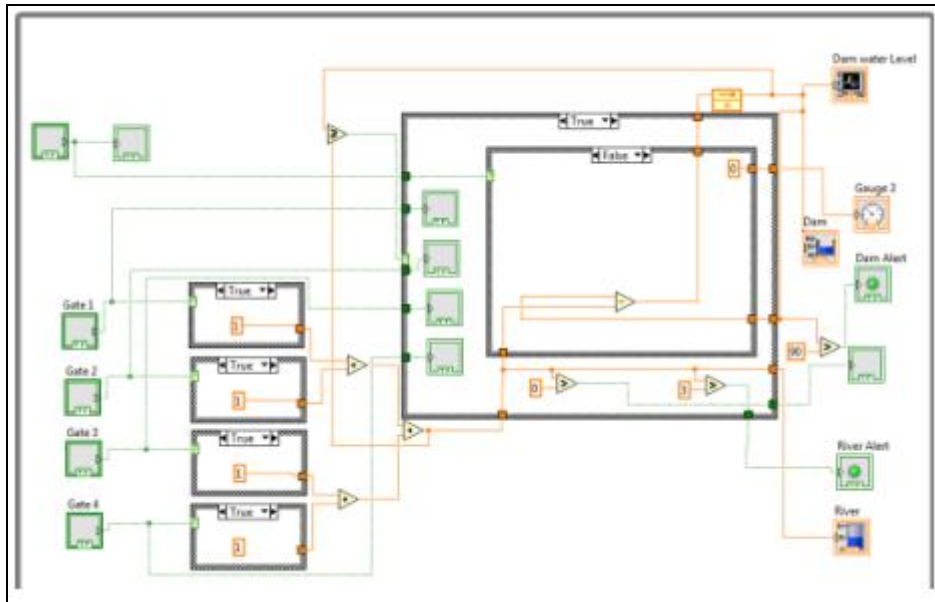 Dam water Level
True
False
0
Gauge 2
Dam
Dam Alert
True
Gate 1
1
90
Gate 2
True
0
3
1
Gate 3
True
1
River Alert
Gate 4
True
River
1